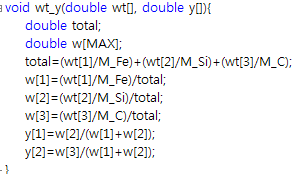 void wt_y(double wt[], double y[]){
double total;
double w[MAX];
total=(wt[1]/M_Fe)+(wt[2]/M_Si)+(wt[3]/M_C);
w[1]=(wt[1]/M_Fe)/total;
w[2]=(wt[2]/M_Si)/total;
w[3]=(wt[3]/M_C)/total;
y[1]=w[2]/(w[1]+w[2]);
y[2]=w[3]/(w[1]+w[2]);
}